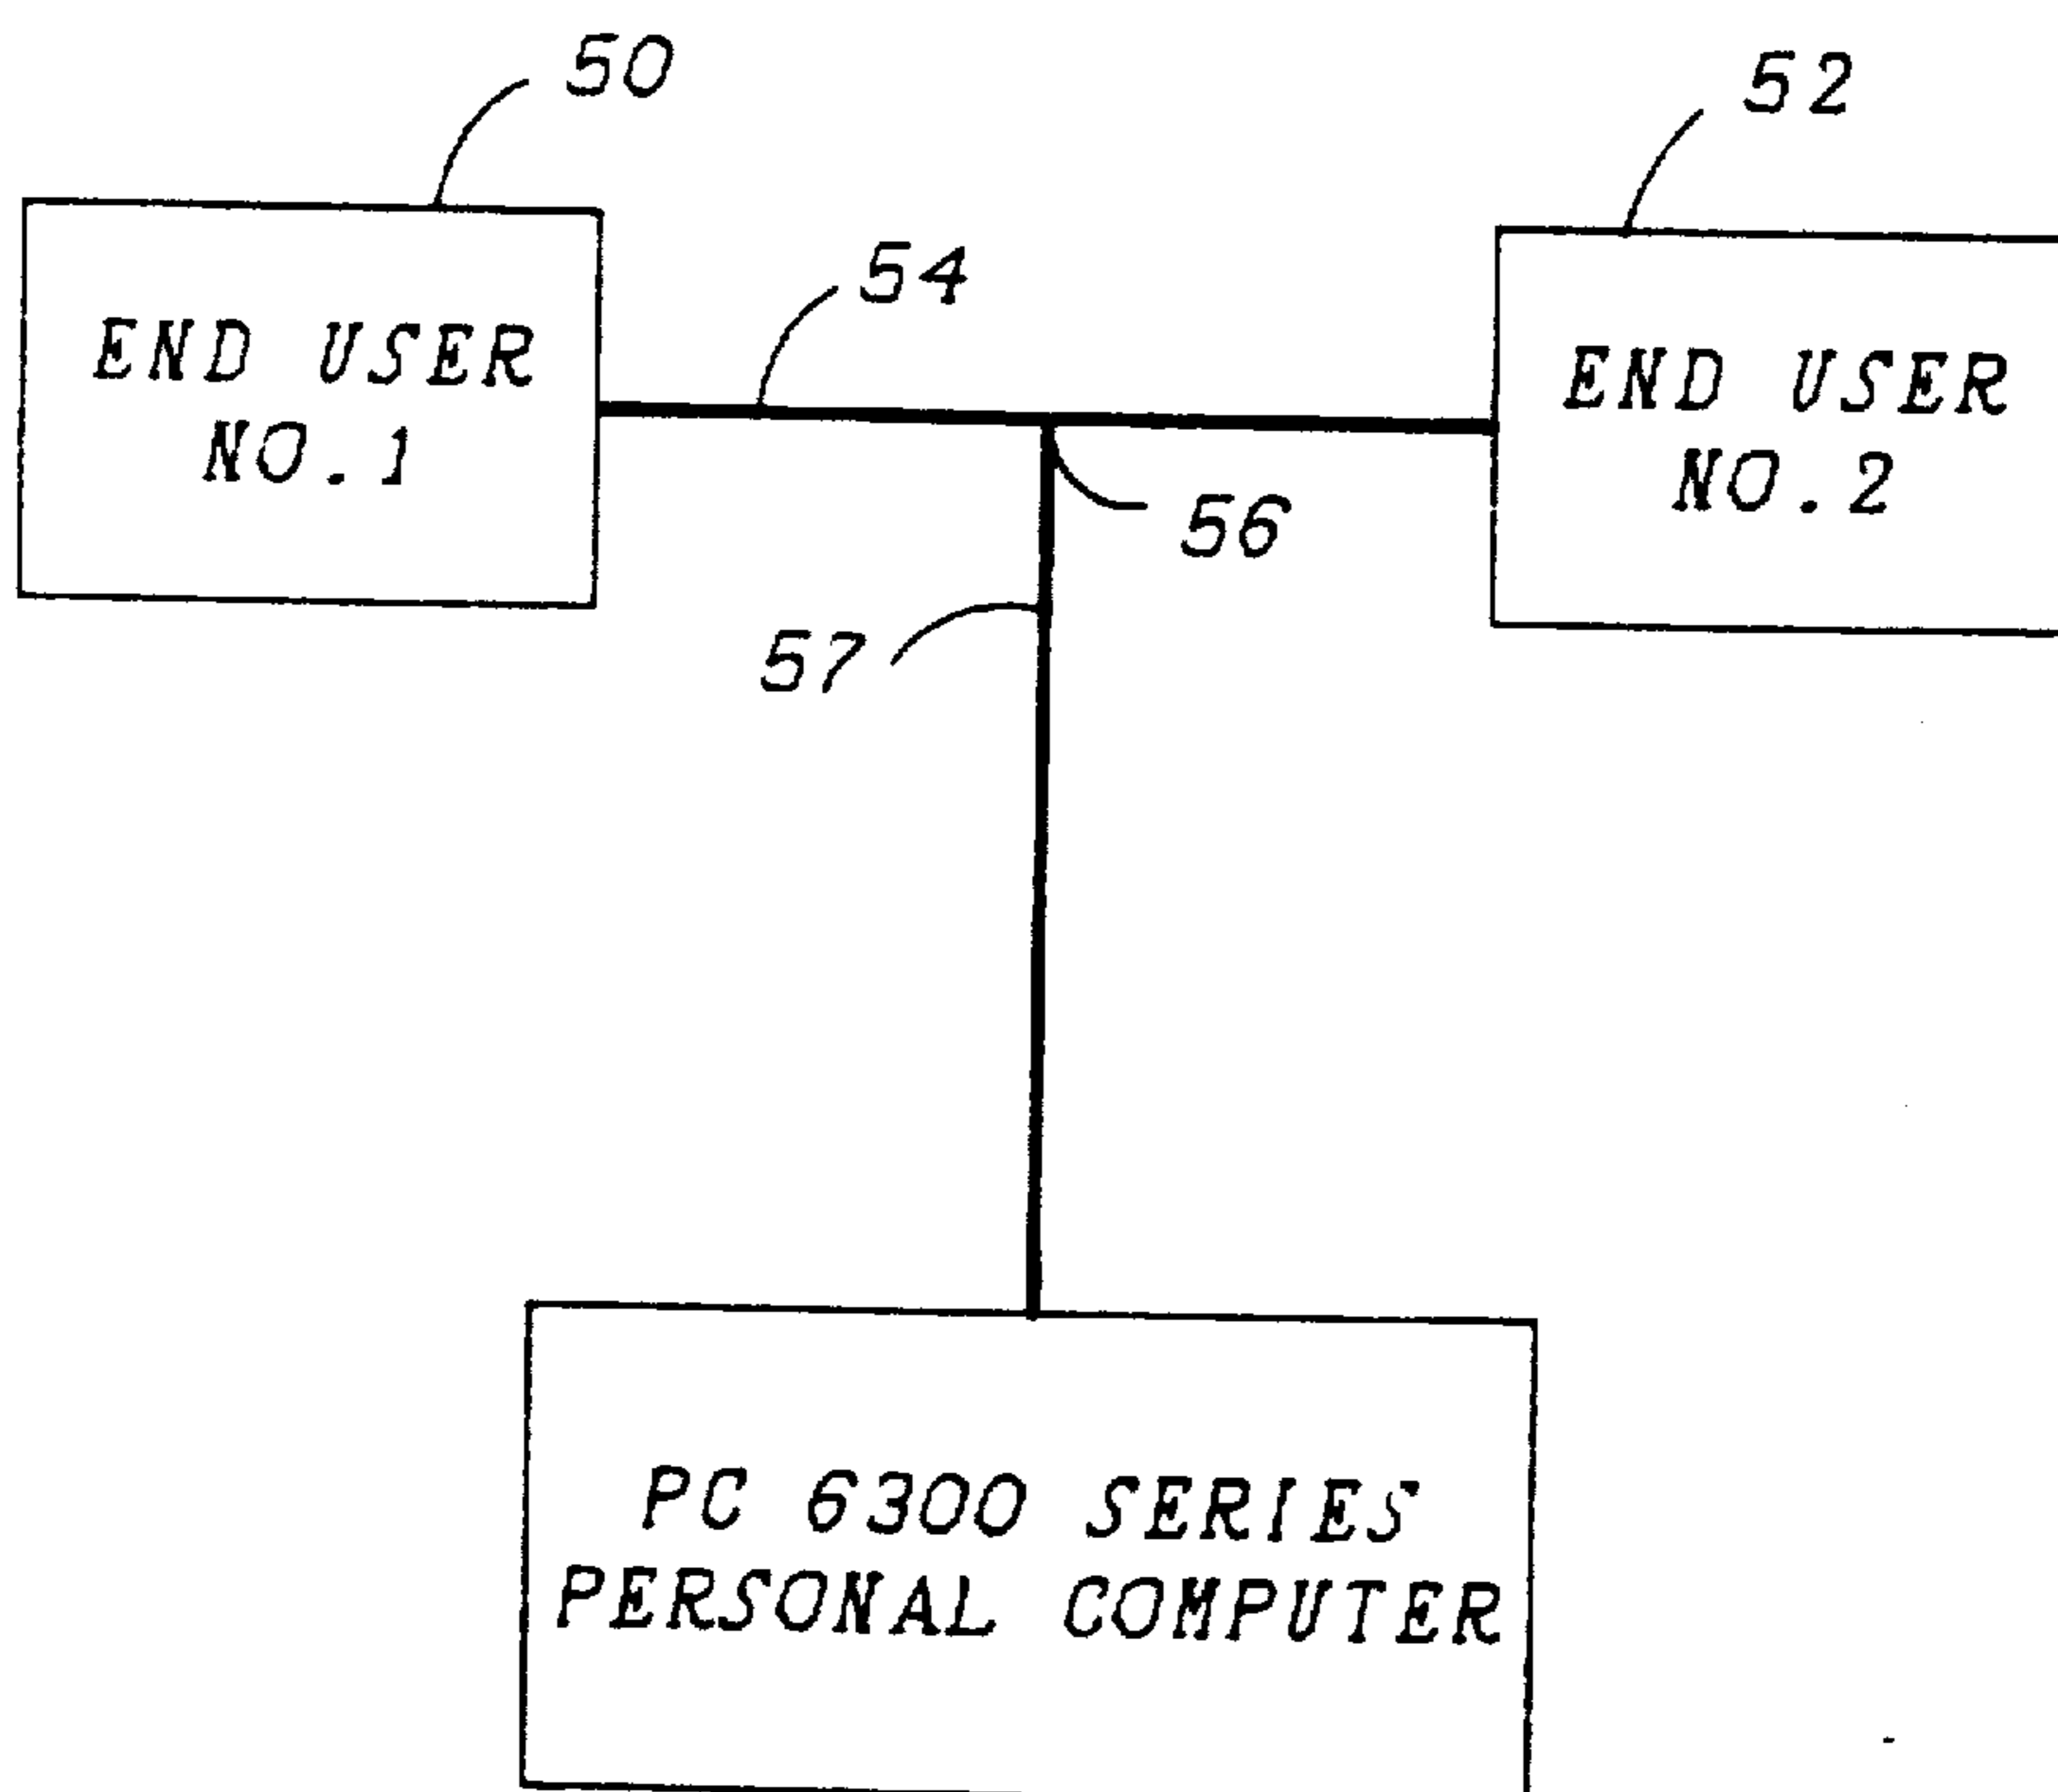 50
52
54
END USER
NO.1
END USER
NO.2
56
57
PC 6300 SERIES
PERSONAL COMPUTER